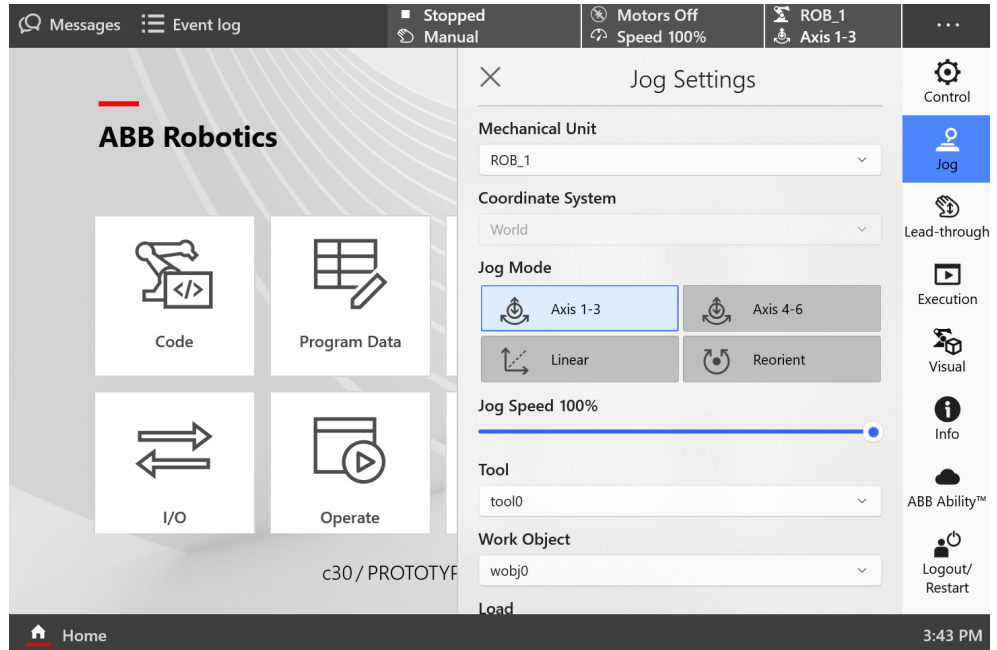 Messages
Event log
Stopped
Manual
Motors Off
Speed 100%
ROB_1
Axis 1-3
...
ABB Robotics
Code
Program Data
I/O
Operate
c30 / PROTOTYP
Jog Settings
Mechanical Unit
ROB_1
Coordinate System
World
Jog Mode
Axis 1-3
Axis 4-6
Linear
Reorient
Jog Speed 100%
Tool
tool0
Work Object
wobj0
Load
Control
Jog
Lead-through
Execution
Visual
Info
ABB Ability™
Logout/
Restart
Home
3:43 PM